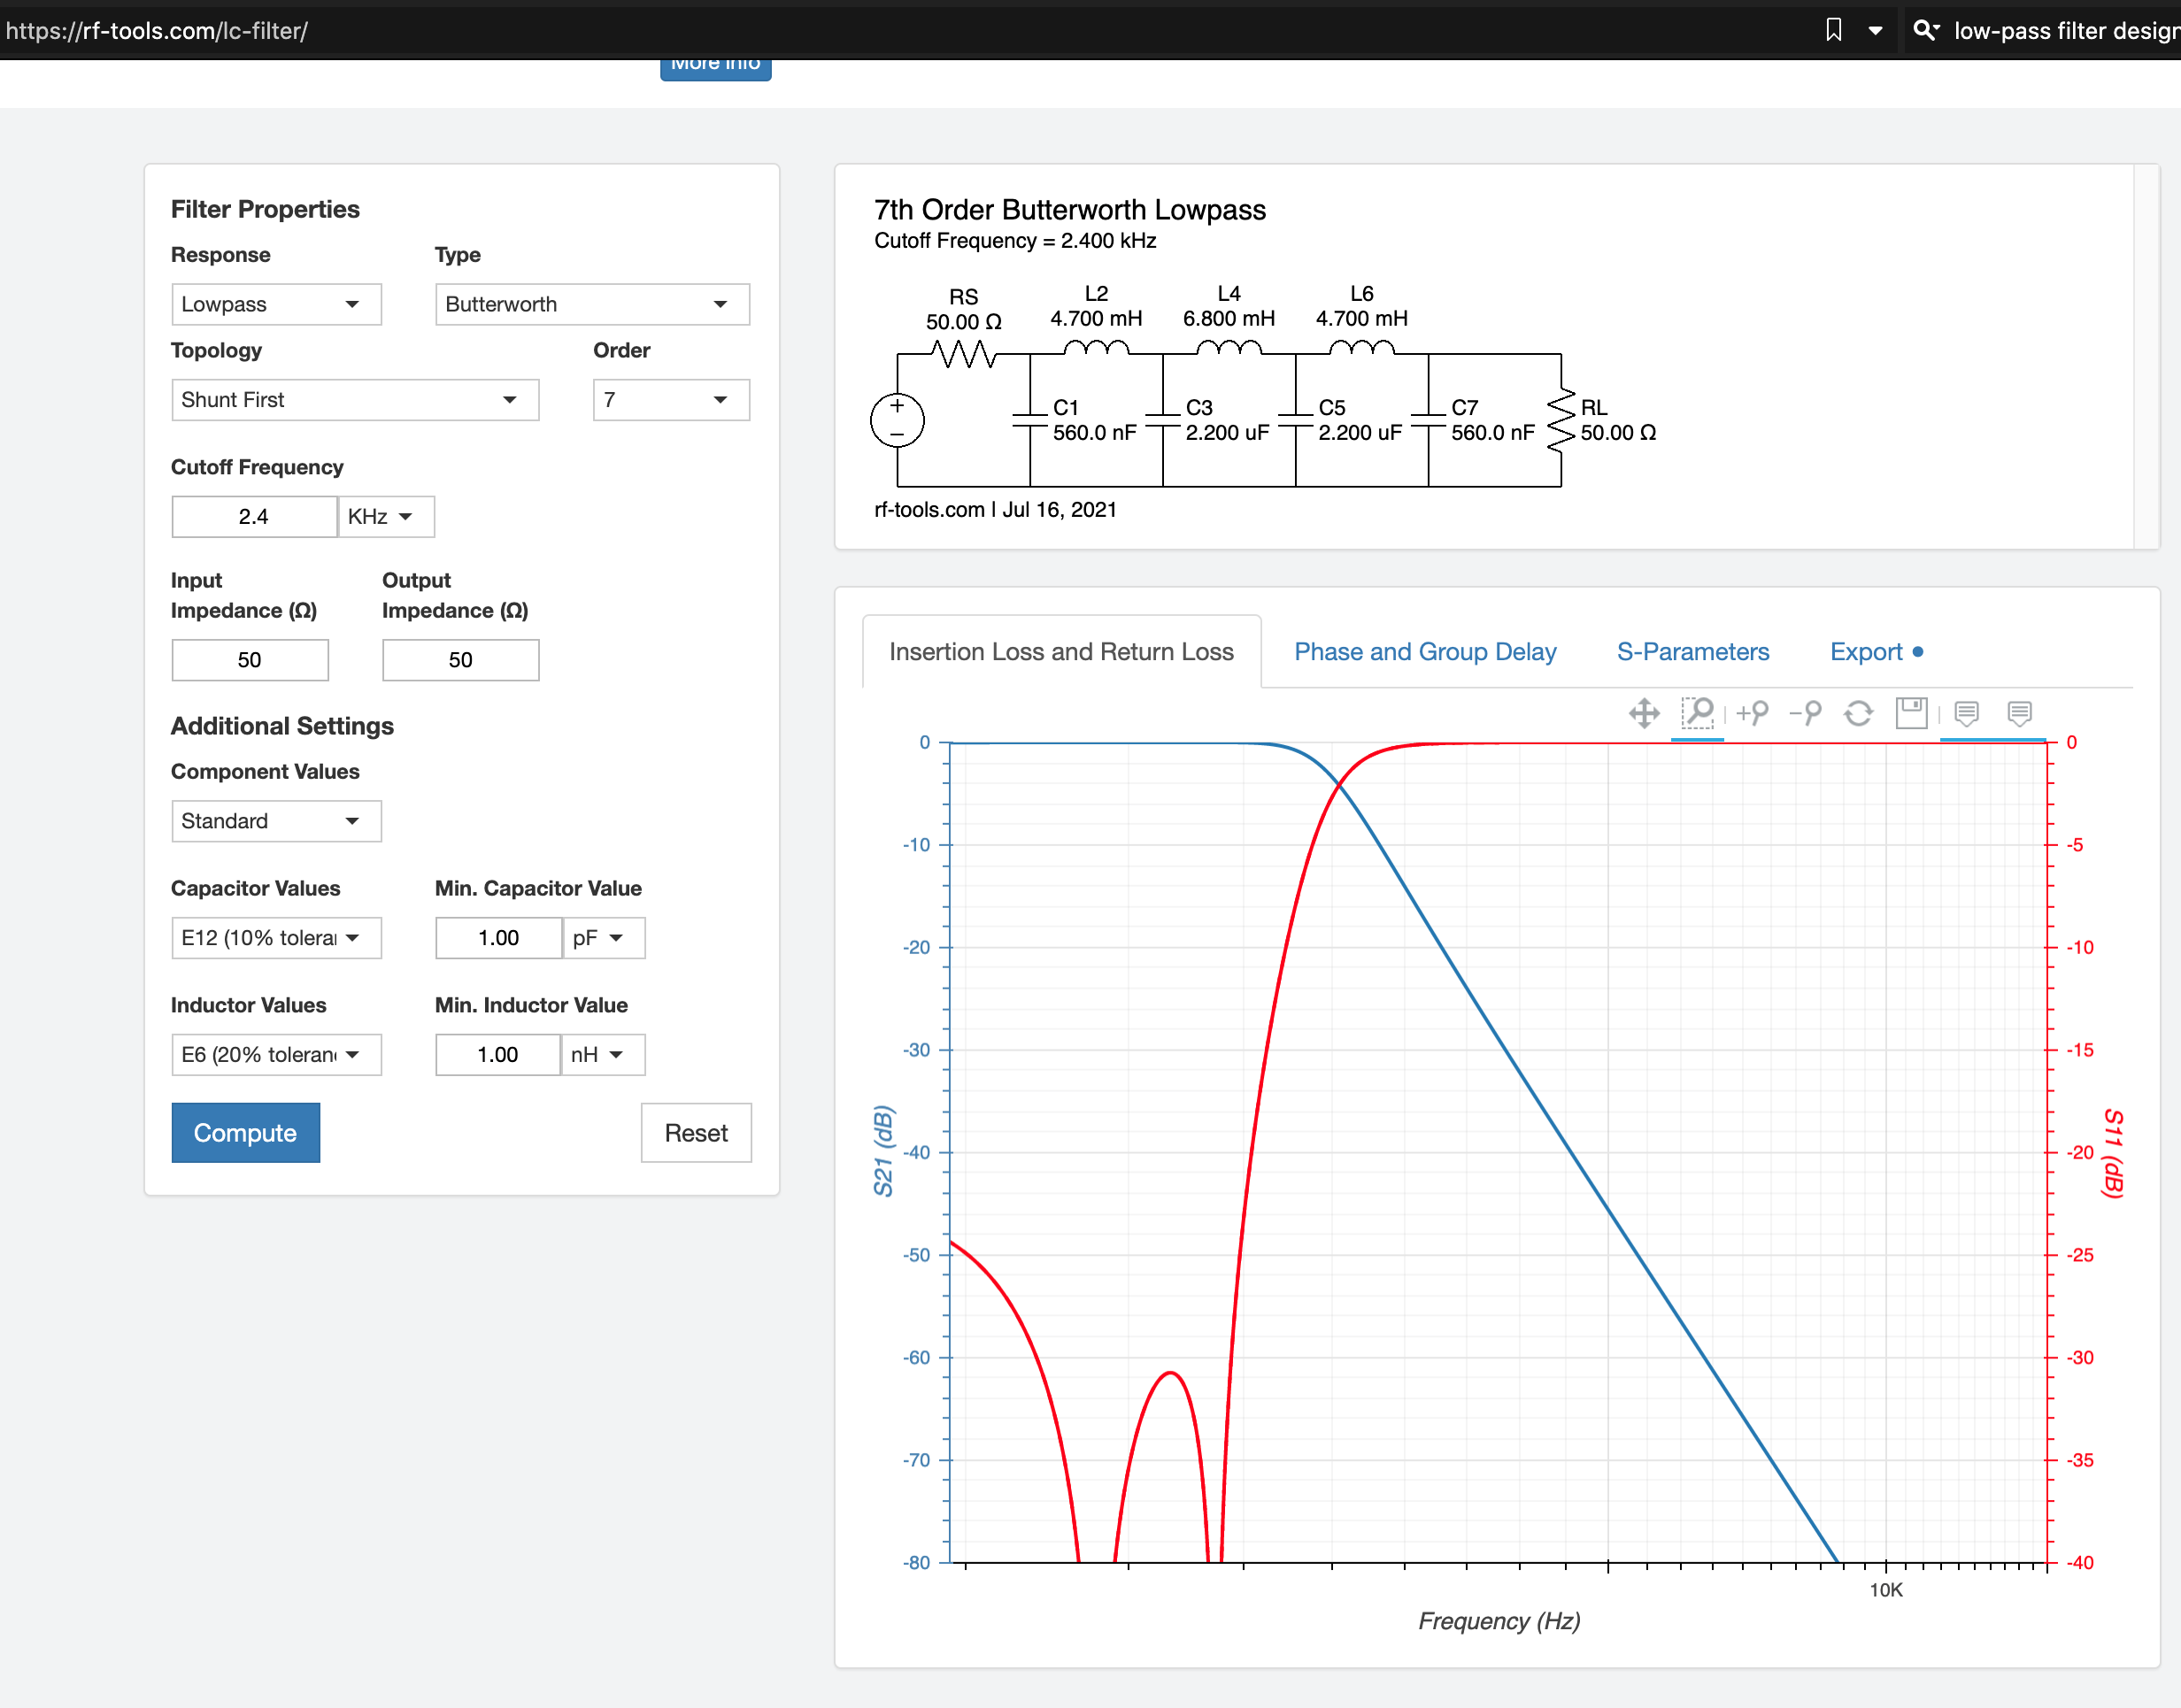 https://rf-tools.com/lc-filter/
low-pass filter design
More info
Filter Properties
Response Type
Lowpass Butterworth
Topology Order
Shunt First 7
Cutoff Frequency
2.4 KHz
Input Impedance (Ω) Output Impedance (Ω)
50 50
Additional Settings
Component Values
Standard
Capacitor Values Min. Capacitor Value
E12 (10% tolera 1.00 pF
Inductor Values Min. Inductor Value
E6 (20% toleran 1.00 nH
Compute Reset
7th Order Butterworth Lowpass
Cutoff Frequency = 2.400 kHz
RS L2 L4 L6
50.00 Ω 4.700 mH 6.800 mH 4.700 mH
+
−
C1 C3 C5 C7 RL
560.0 nF 2.200 uF 2.200 uF 560.0 nF 50.00 Ω
rf-tools.com | Jul 16, 2021
Insertion Loss and Return Loss Phase and Group Delay S-Parameters Export
0 0
-10 -5
-20 -10
-30 -15
-40 -20
-50 -25
-60 -30
-70 -35
-80 -40
S21 (dB)
S11 (dB)
10K
Frequency (Hz)